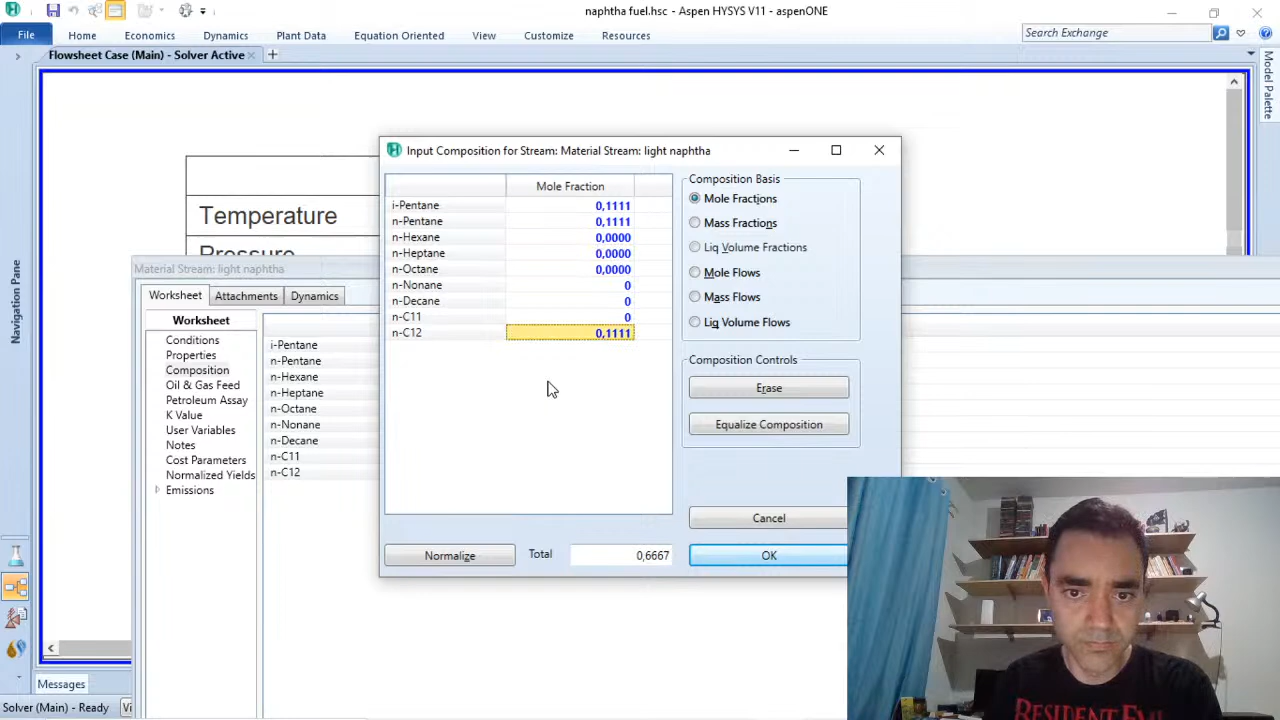 naphtha fuel.hsc - Aspen HYSYS V11 - aspenONE
File Home Economics Dynamics Plant Data Equation Oriented View Customize Resources Search Exchange
Flowsheet Case (Main) - Solver Active
Model Palette
Navigation Pane
Temperature
Pressure
Input Composition for Stream: Material Stream: light naphtha
Mole Fraction
i-Pentane 0,1111
n-Pentane 0,1111
n-Hexane 0,0000
n-Heptane 0,0000
n-Octane 0,0000
n-Nonane 0
n-Decane 0
n-C11 0
n-C12 0,1111
Composition Basis
Mole Fractions
Mass Fractions
Liq Volume Fractions
Mole Flows
Mass Flows
Liq Volume Flows
Composition Controls
Erase
Equalize Composition
Cancel
Normalize Total 0,6667 OK
Material Stream: light naphtha
Worksheet Attachments Dynamics
Worksheet
Conditions
Properties
Composition
Oil & Gas Feed
Petroleum Assay
K Value
User Variables
Notes
Cost Parameters
Normalized Yields
Emissions
i-Pentane
n-Pentane
n-Hexane
n-Heptane
n-Octane
n-Nonane
n-Decane
n-C11
n-C12
Messages
Solver (Main) - Ready
RESIDENT EVIL